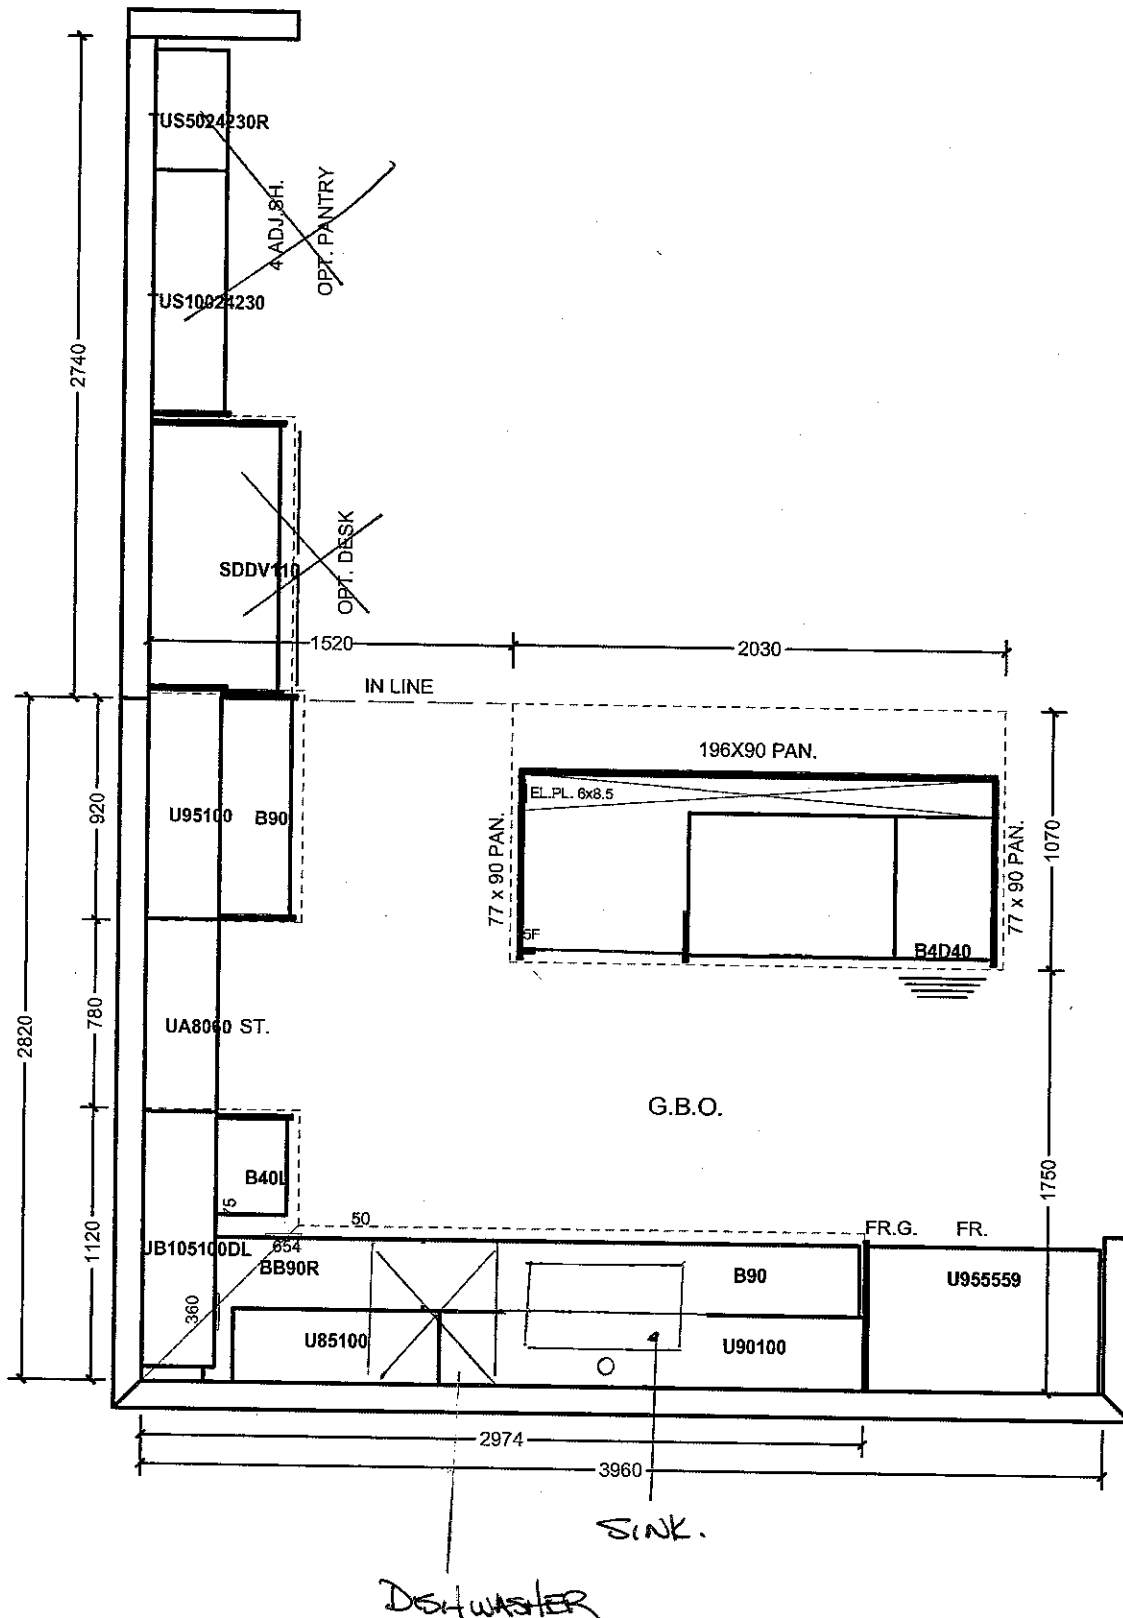 TUS5024230R
4 ADJ.SH.
OPT. PANTRY
TUS10024230
2740
SDDV110
OPT. DESK
1520
2030
IN LINE
196X90 PAN.
EL.PL. 6x8.5
U95100
B90
920
77 x 90 PAN.
77 x 90 PAN.
1070
5F
B4D40
780
2820
UA8060 ST.
G.B.O.
B40L
75
1750
1120
50
FR.G.
FR.
UB105100DL
654
BB90R
B90
U955559
360
U85100
U90100
2974
3960
SINK.
DISHWASHER